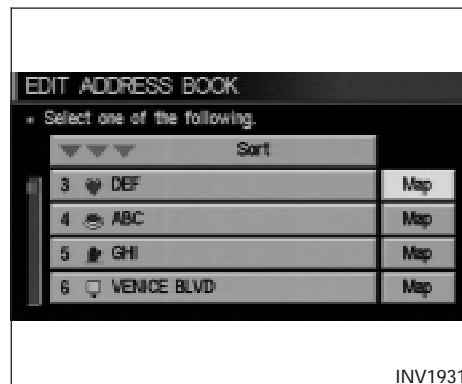 EDIT ADDRESS BOOK
Select one of the following.
Sort
3 DEF Map
4 ABC Map
5 GHI Map
6 VENICE BLVD Map
INV1931